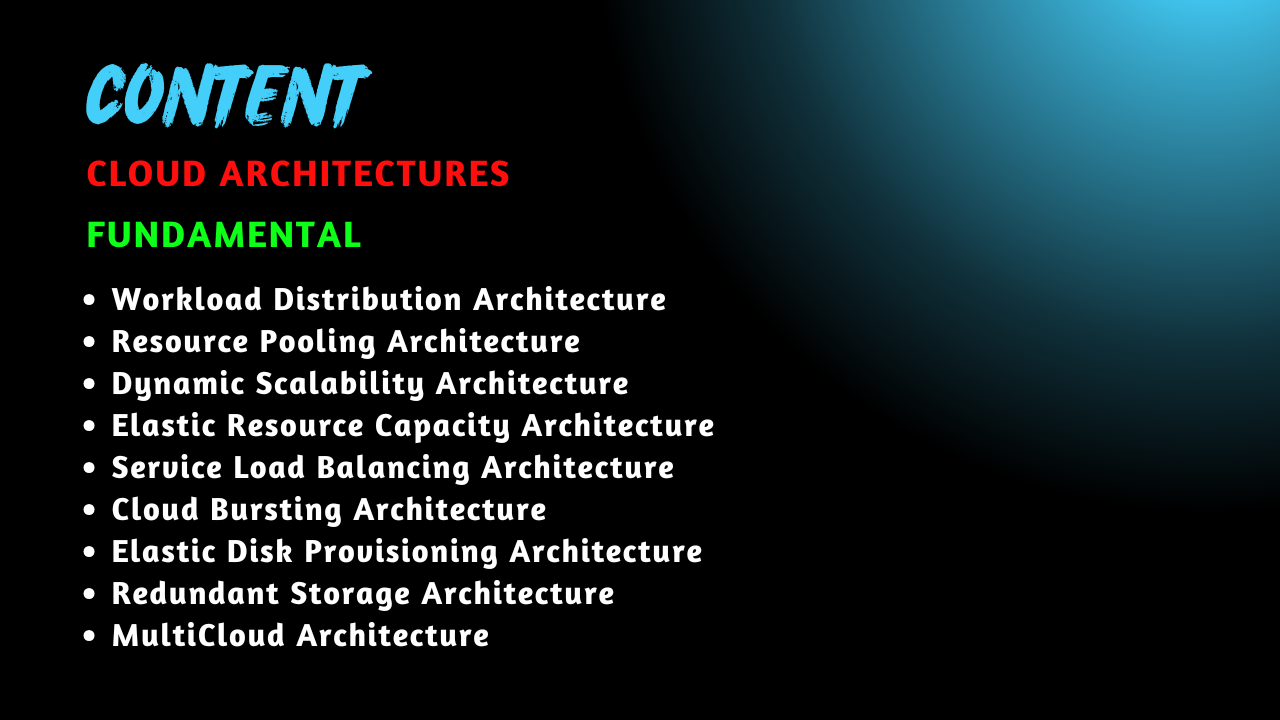 CONTENT
CLOUD ARCHITECTURES
FUNDAMENTAL
• Workload Distribution Architecture
• Resource Pooling Architecture
• Dynamic Scalability Architecture
• Elastic Resource Capacity Architecture
• Service Load Balancing Architecture
• Cloud Bursting Architecture
• Elastic Disk Provisioning Architecture
• Redundant Storage Architecture
• MultiCloud Architecture